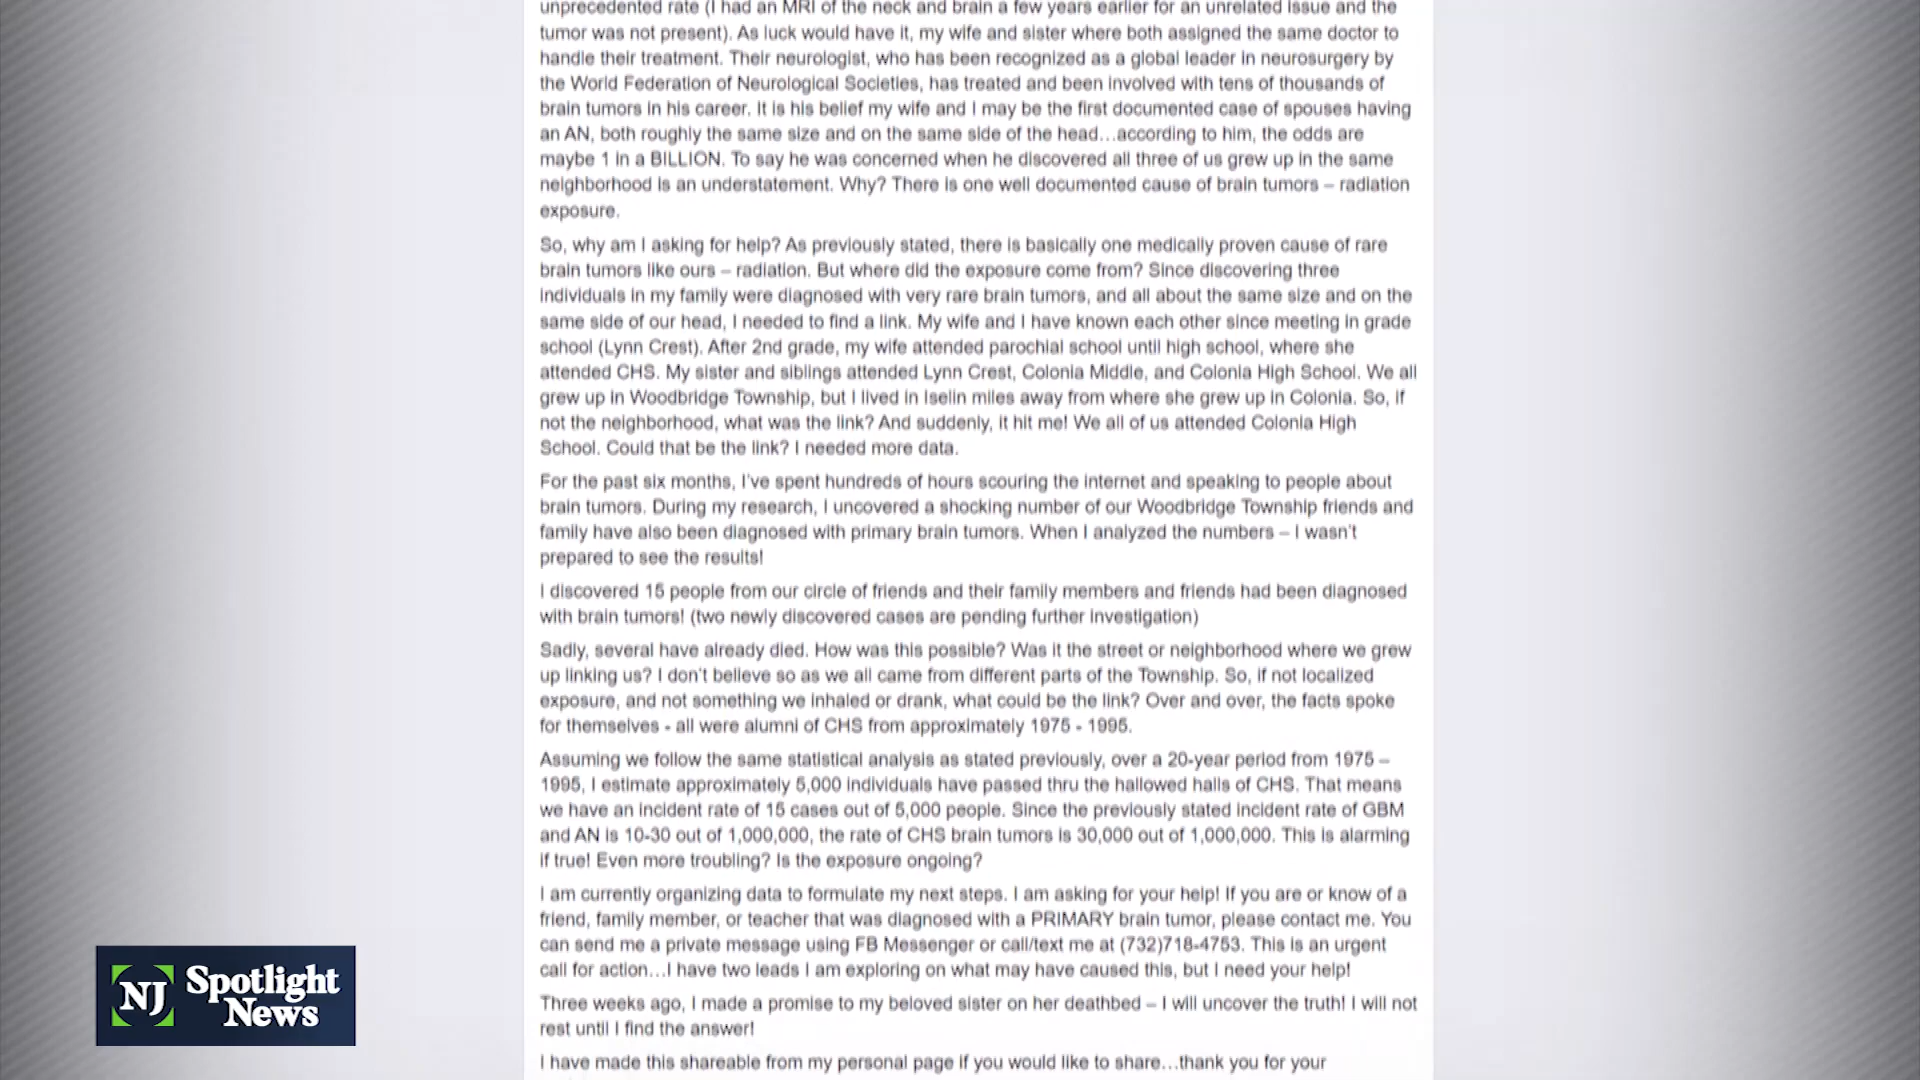 unprecedented rate (I had an MRI of the neck and brain a few years earlier for an unrelated issue and the
tumor was not present). As luck would have it, my wife and sister where both assigned the same doctor to
handle their treatment. Their neurologist, who has been recognized as a global leader in neurosurgery by
the World Federation of Neurological Societies, has treated and been involved with tens of thousands of
brain tumors in his career. It is his belief my wife and I may be the first documented case of spouses having
an AN, both roughly the same size and on the same side of the head…according to him, the odds are
maybe 1 in a BILLION. To say he was concerned when he discovered all three of us grew up in the same
neighborhood is an understatement. Why? There is one well documented cause of brain tumors – radiation
exposure.
So, why am I asking for help? As previously stated, there is basically one medically proven cause of rare
brain tumors like ours – radiation. But where did the exposure come from? Since discovering three
individuals in my family were diagnosed with very rare brain tumors, and all about the same size and on the
same side of our head, I needed to find a link. My wife and I have known each other since meeting in grade
school (Lynn Crest). After 2nd grade, my wife attended parochial school until high school, where she
attended CHS. My sister and siblings attended Lynn Crest, Colonia Middle, and Colonia High School. We all
grew up in Woodbridge Township, but I lived in Iselin miles away from where she grew up in Colonia. So, if
not the neighborhood, what was the link? And suddenly, it hit me! We all of us attended Colonia High
School. Could that be the link? I needed more data.
For the past six months, I've spent hundreds of hours scouring the internet and speaking to people about
brain tumors. During my research, I uncovered a shocking number of our Woodbridge Township friends and
family have also been diagnosed with primary brain tumors. When I analyzed the numbers – I wasn't
prepared to see the results!
I discovered 15 people from our circle of friends and their family members and friends had been diagnosed
with brain tumors! (two newly discovered cases are pending further investigation)
Sadly, several have already died. How was this possible? Was it the street or neighborhood where we grew
up linking us? I don't believe so as we all came from different parts of the Township. So, if not localized
exposure, and not something we inhaled or drank, what could be the link? Over and over, the facts spoke
for themselves - all were alumni of CHS from approximately 1975 - 1995.
Assuming we follow the same statistical analysis as stated previously, over a 20-year period from 1975 –
1995, I estimate approximately 5,000 individuals have passed thru the hallowed halls of CHS. That means
we have an incident rate of 15 cases out of 5,000 people. Since the previously stated incident rate of GBM
and AN is 10-30 out of 1,000,000, the rate of CHS brain tumors is 30,000 out of 1,000,000. This is alarming
if true! Even more troubling? Is the exposure ongoing?
I am currently organizing data to formulate my next steps. I am asking for your help! If you are or know of a
friend, family member, or teacher that was diagnosed with a PRIMARY brain tumor, please contact me. You
can send me a private message using FB Messenger or call/text me at (732)718-4753. This is an urgent
call for action…I have two leads I am exploring on what may have caused this, but I need your help!
Three weeks ago, I made a promise to my beloved sister on her deathbed – I will uncover the truth! I will not
rest until I find the answer!
I have made this shareable from my personal page if you would like to share…thank you for your
NJ Spotlight
News